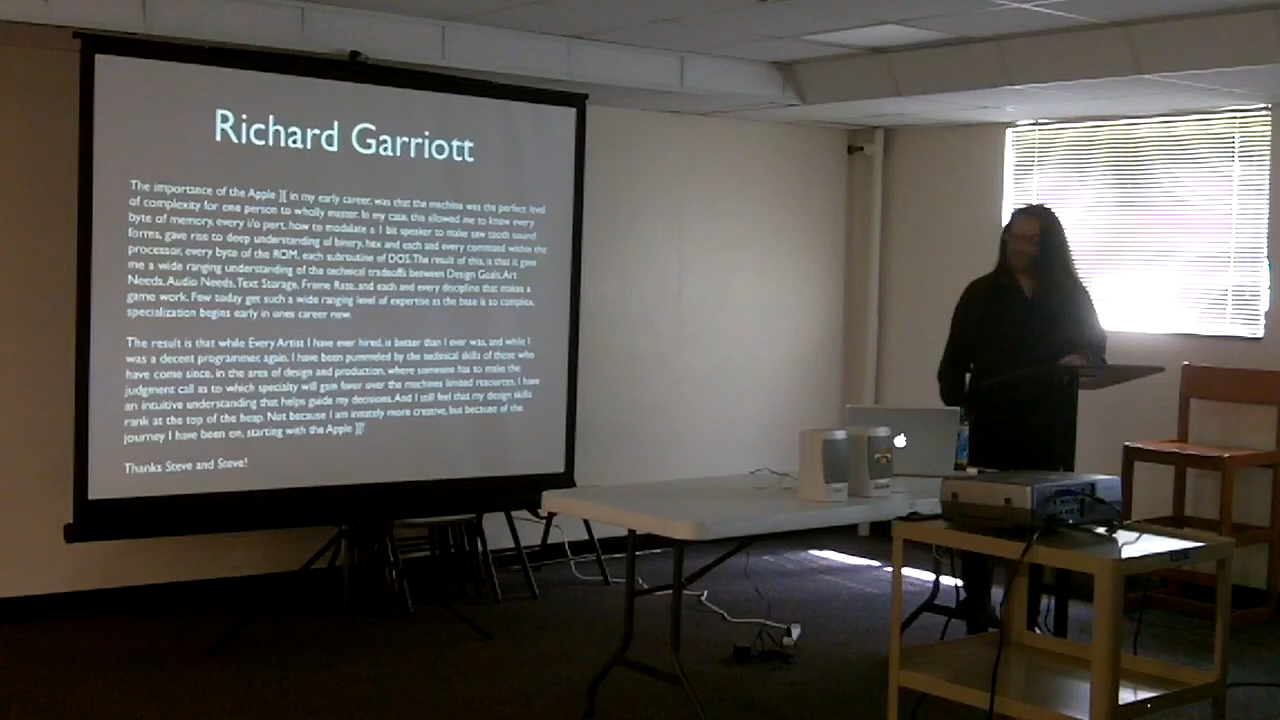 Richard Garriott
The importance of the Apple ][ in my early career, was that the machine was the perfect level
of complexity for one person to wholly master. In my case, this allowed me to know every
byte of memory, every i/o port, how to modulate a 1 bit speaker to make saw tooth sound
forms, gave rise to deep understanding of binary, hex and each and every command within the
processor, every byte of the ROM, each subroutine of DOS. The result of this, is that it gave
me a wide ranging understanding of the technical tradeoffs between Design Goals, Art
Needs, Audio Needs, Text Storage, Frame Rate, and each and every discipline that makes a
game work. Few today get such a wide ranging level of expertise as the base is so complex,
specialization begins early in ones career now.
The result is that while Every Artist I have ever hired, is better than I ever was, and while I
was a decent programmer, again, I have been pummeled by the technical skills of those who
have come since, in the area of design and production, where someone has to make the
judgment call as to which specialty will gain favor over the machines limited resources, I have
an intuitive understanding that helps guide my decisions. And I still feel that my design skills
rank at the top of the heap. Not because I am innately more creative, but because of the
journey I have been on, starting with the Apple ][!
Thanks Steve and Steve!